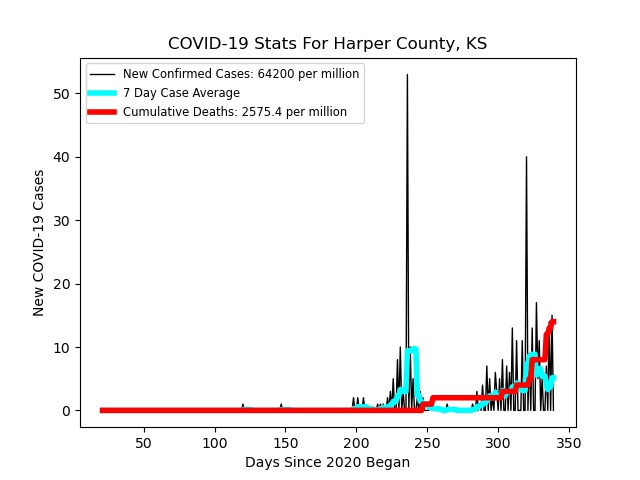 COVID-19 Stats For Harper County, KS
New Confirmed Cases: 64200 per million
7 Day Case Average
Cumulative Deaths: 2575.4 per million
New COVID-19 Cases
50
40
30
20
10
0
50
100
150
200
250
300
350
Days Since 2020 Began